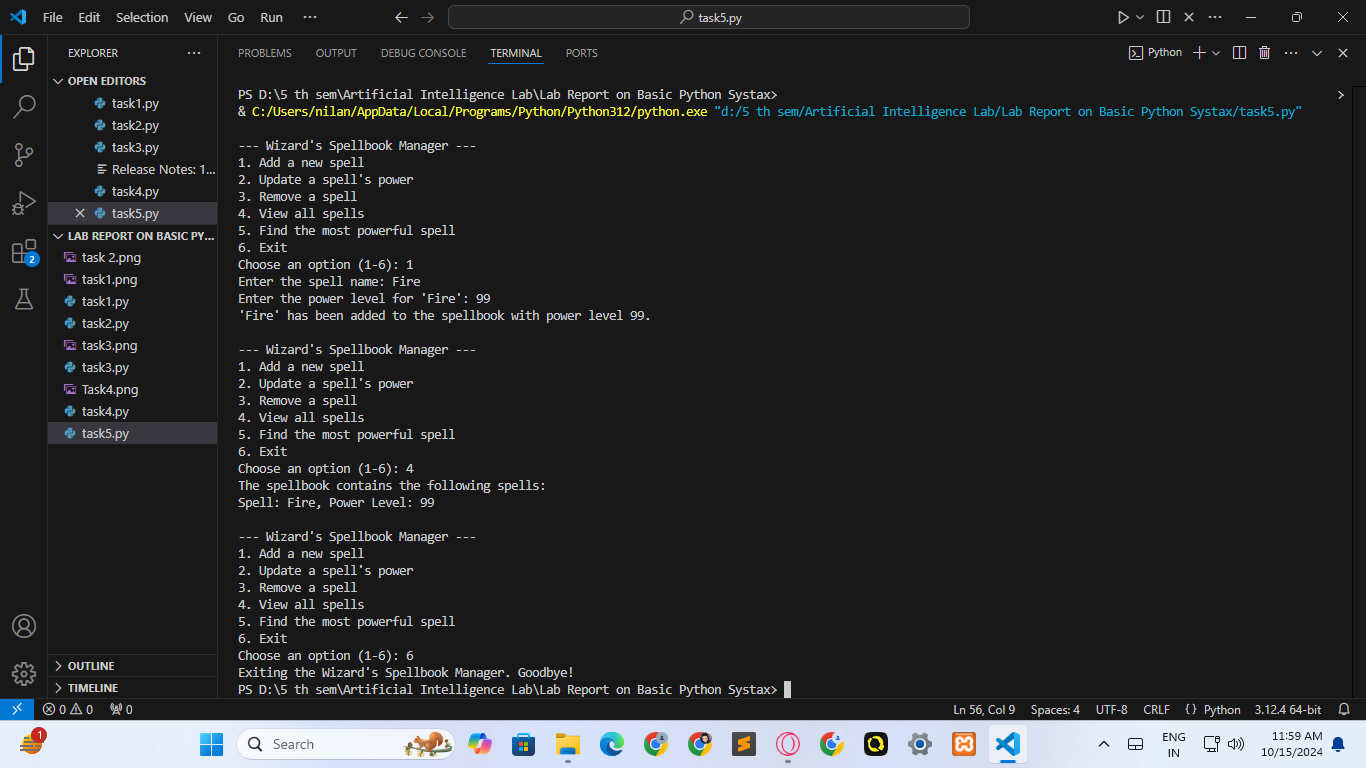 File Edit Selection View Go Run ···
task5.py
EXPLORER ···
OPEN EDITORS
task1.py
task2.py
task3.py
Release Notes: 1...
task4.py
task5.py
LAB REPORT ON BASIC PY...
task 2.png
task1.png
task1.py
task2.py
task3.png
task3.py
Task4.png
task4.py
task5.py
OUTLINE
TIMELINE
2
PROBLEMS OUTPUT DEBUG CONSOLE TERMINAL PORTS
Python
PS D:\5 th sem\Artificial Intelligence Lab\Lab Report on Basic Python Systax>
& C:/Users/nilan/AppData/Local/Programs/Python/Python312/python.exe "d:/5 th sem/Artificial Intelligence Lab/Lab Report on Basic Python Systax/task5.py"
--- Wizard's Spellbook Manager ---
1. Add a new spell
2. Update a spell's power
3. Remove a spell
4. View all spells
5. Find the most powerful spell
6. Exit
Choose an option (1-6): 1
Enter the spell name: Fire
Enter the power level for 'Fire': 99
'Fire' has been added to the spellbook with power level 99.
--- Wizard's Spellbook Manager ---
1. Add a new spell
2. Update a spell's power
3. Remove a spell
4. View all spells
5. Find the most powerful spell
6. Exit
Choose an option (1-6): 4
The spellbook contains the following spells:
Spell: Fire, Power Level: 99
--- Wizard's Spellbook Manager ---
1. Add a new spell
2. Update a spell's power
3. Remove a spell
4. View all spells
5. Find the most powerful spell
6. Exit
Choose an option (1-6): 6
Exiting the Wizard's Spellbook Manager. Goodbye!
PS D:\5 th sem\Artificial Intelligence Lab\Lab Report on Basic Python Systax>
0 0 0
Ln 56, Col 9 Spaces: 4 UTF-8 CRLF {} Python 3.12.4 64-bit
1
Search
ENG
IN
11:59 AM
10/15/2024